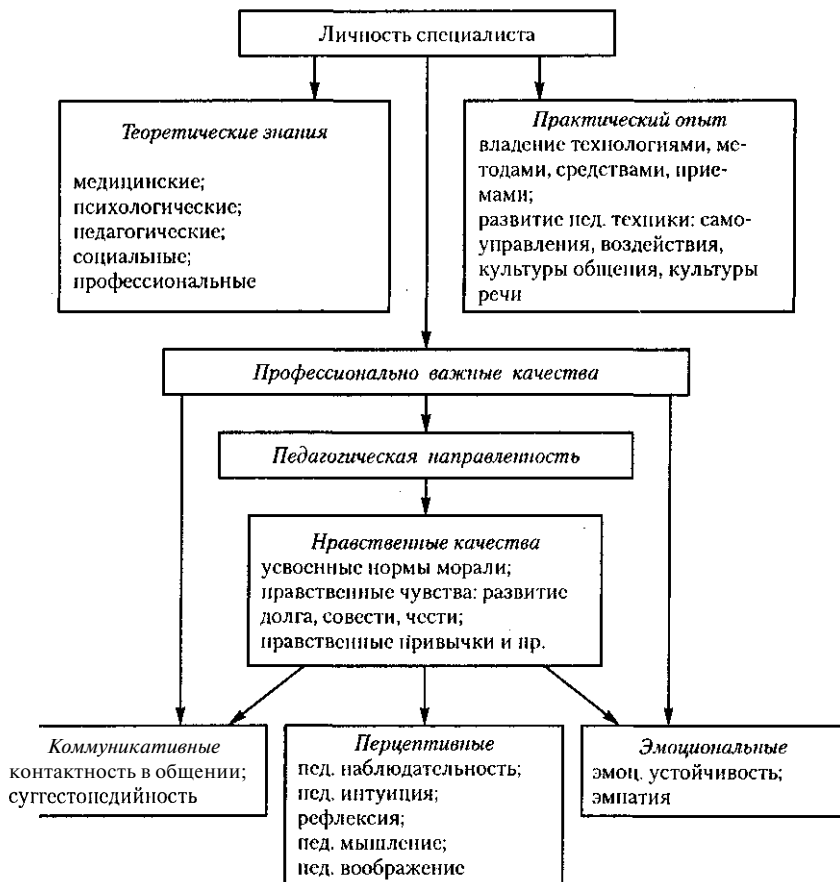 Личность специалиста
Теоретические знания
медицинские;
психологические;
педагогические;
социальные;
профессиональные
Практический опыт
владение технологиями, ме-
тодами, средствами, прие-
мами;
развитие пед. техники: само-
управления, воздействия,
культуры общения, культуры
речи
Профессионально важные качества
Педагогическая направленность
Нравственные качества
усвоенные нормы морали;
нравственные чувства: развитие
долга, совести, чести;
нравственные привычки и пр.
Коммуникативные
контактность в общении;
суггестопедийность
Перцептивные
пед. наблюдательность;
пед. интуиция;
рефлексия;
пед. мышление;
пед. воображение
Эмоциональные
эмоц. устойчивость;
эмпатия